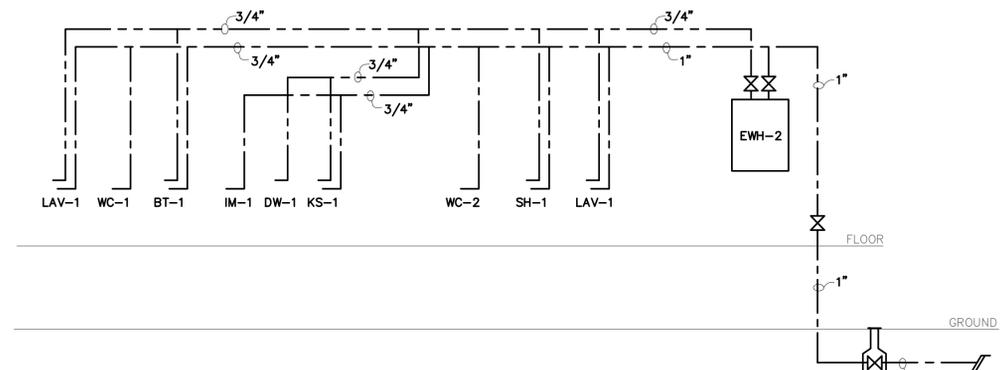 3/4" 3/4"
3/4" 3/4" 1"
3/4" 1"
EWH-2
LAV-1 WC-1 BT-1 IM-1 DW-1 KS-1 WC-2 SH-1 LAV-1
FLOOR
1"
GROUND